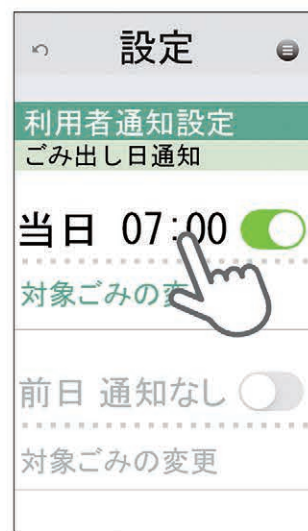 設定
利用者通知設定
ごみ出し日通知
当日 07:00
対象ごみの変
前日 通知なし
対象ごみの変更